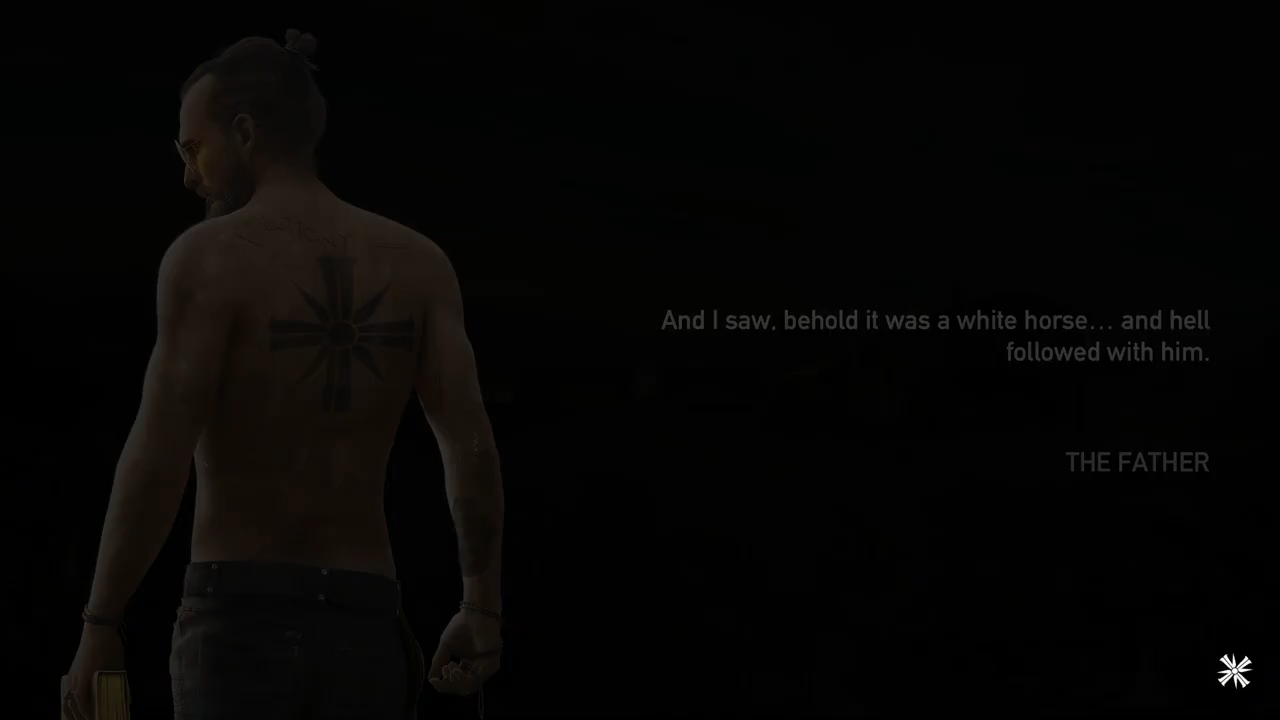 And I saw, behold it was a white horse... and hell
followed with him.
THE FATHER